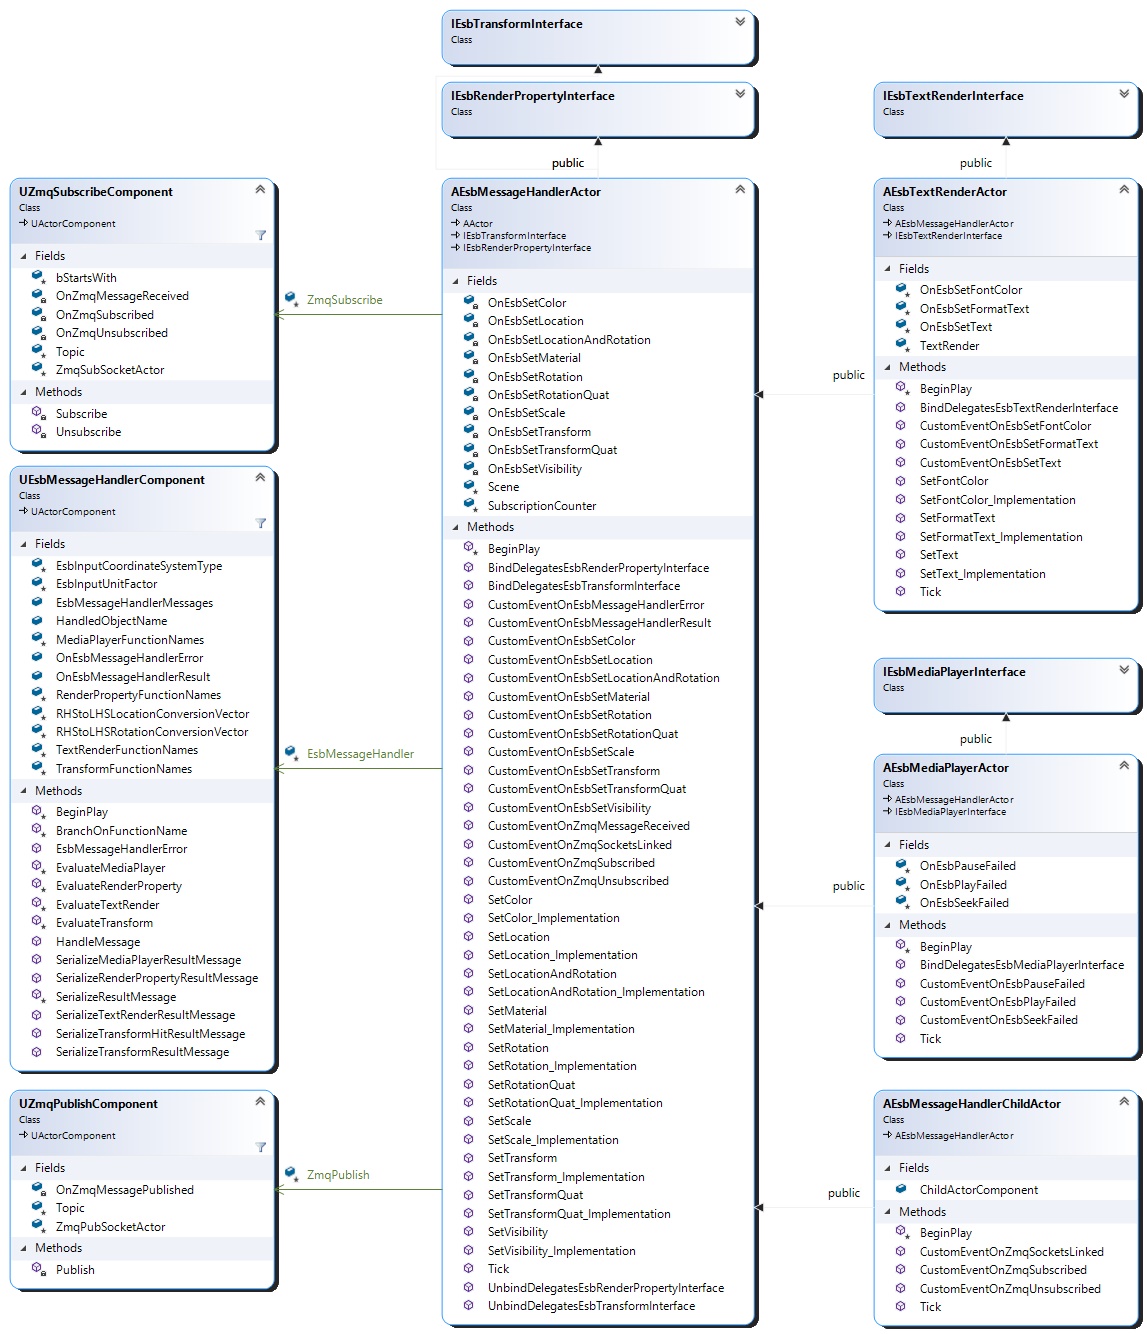 IEsbTransformInterface
Class
IEsbRenderPropertyInterface
Class
public
IEsbTextRenderInterface
Class
public
UZmqSubscribeComponent
Class
UActorComponent
Fields
bStartsWith
OnZmqMessageReceived
OnZmqSubscribed
OnZmqUnsubscribed
Topic
ZmqSubSocketActor
Methods
Subscribe
Unsubscribe
ZmqSubscribe
UEsbMessageHandlerComponent
Class
UActorComponent
Fields
EsbInputCoordinateSystemType
EsbInputUnitFactor
EsbMessageHandlerMessages
HandledObjectName
MediaPlayerFunctionNames
OnEsbMessageHandlerError
OnEsbMessageHandlerResult
RenderPropertyFunctionNames
RHStoLHSLocationConversionVector
RHStoLHSRotationConversionVector
TextRenderFunctionNames
TransformFunctionNames
Methods
BeginPlay
BranchOnFunctionName
EsbMessageHandlerError
EvaluateMediaPlayer
EvaluateRenderProperty
EvaluateTextRender
EvaluateTransform
HandleMessage
SerializeMediaPlayerResultMessage
SerializeRenderPropertyResultMessage
SerializeResultMessage
SerializeTextRenderResultMessage
SerializeTransformHitResultMessage
SerializeTransformResultMessage
EsbMessageHandler
UZmqPublishComponent
Class
UActorComponent
Fields
OnZmqMessagePublished
Topic
ZmqPubSocketActor
Methods
Publish
ZmqPublish
AEsbMessageHandlerActor
Class
AActor
IEsbTransformInterface
IEsbRenderPropertyInterface
Fields
OnEsbSetColor
OnEsbSetLocation
OnEsbSetLocationAndRotation
OnEsbSetMaterial
OnEsbSetRotation
OnEsbSetRotationQuat
OnEsbSetScale
OnEsbSetTransform
OnEsbSetTransformQuat
OnEsbSetVisibility
Scene
SubscriptionCounter
Methods
BeginPlay
BindDelegatesEsbRenderPropertyInterface
BindDelegatesEsbTransformInterface
CustomEventOnEsbMessageHandlerError
CustomEventOnEsbMessageHandlerResult
CustomEventOnEsbSetColor
CustomEventOnEsbSetLocation
CustomEventOnEsbSetLocationAndRotation
CustomEventOnEsbSetMaterial
CustomEventOnEsbSetRotation
CustomEventOnEsbSetRotationQuat
CustomEventOnEsbSetScale
CustomEventOnEsbSetTransform
CustomEventOnEsbSetTransformQuat
CustomEventOnEsbSetVisibility
CustomEventOnZmqMessageReceived
CustomEventOnZmqSocketsLinked
CustomEventOnZmqSubscribed
CustomEventOnZmqUnsubscribed
SetColor
SetColor_Implementation
SetLocation
SetLocation_Implementation
SetLocationAndRotation
SetLocationAndRotation_Implementation
SetMaterial
SetMaterial_Implementation
SetRotation
SetRotation_Implementation
SetRotationQuat
SetRotationQuat_Implementation
SetScale
SetScale_Implementation
SetTransform
SetTransform_Implementation
SetTransformQuat
SetTransformQuat_Implementation
SetVisibility
SetVisibility_Implementation
Tick
UnbindDelegatesEsbRenderPropertyInterface
UnbindDelegatesEsbTransformInterface
AEsbTextRenderActor
Class
AEsbMessageHandlerActor
IEsbTextRenderInterface
Fields
OnEsbSetFontColor
OnEsbSetFormatText
OnEsbSetText
TextRender
Methods
BeginPlay
BindDelegatesEsbTextRenderInterface
CustomEventOnEsbSetFontColor
CustomEventOnEsbSetFormatText
CustomEventOnEsbSetText
SetFontColor
SetFontColor_Implementation
SetFormatText
SetFormatText_Implementation
SetText
SetText_Implementation
Tick
public
IEsbMediaPlayerInterface
Class
public
AEsbMediaPlayerActor
Class
AEsbMessageHandlerActor
IEsbMediaPlayerInterface
Fields
OnEsbPauseFailed
OnEsbPlayFailed
OnEsbSeekFailed
Methods
BeginPlay
BindDelegatesEsbMediaPlayerInterface
CustomEventOnEsbPauseFailed
CustomEventOnEsbPlayFailed
CustomEventOnEsbSeekFailed
Tick
public
AEsbMessageHandlerChildActor
Class
AEsbMessageHandlerActor
Fields
ChildActorComponent
Methods
BeginPlay
CustomEventOnZmqSocketsLinked
CustomEventOnZmqSubscribed
CustomEventOnZmqUnsubscribed
Tick
public